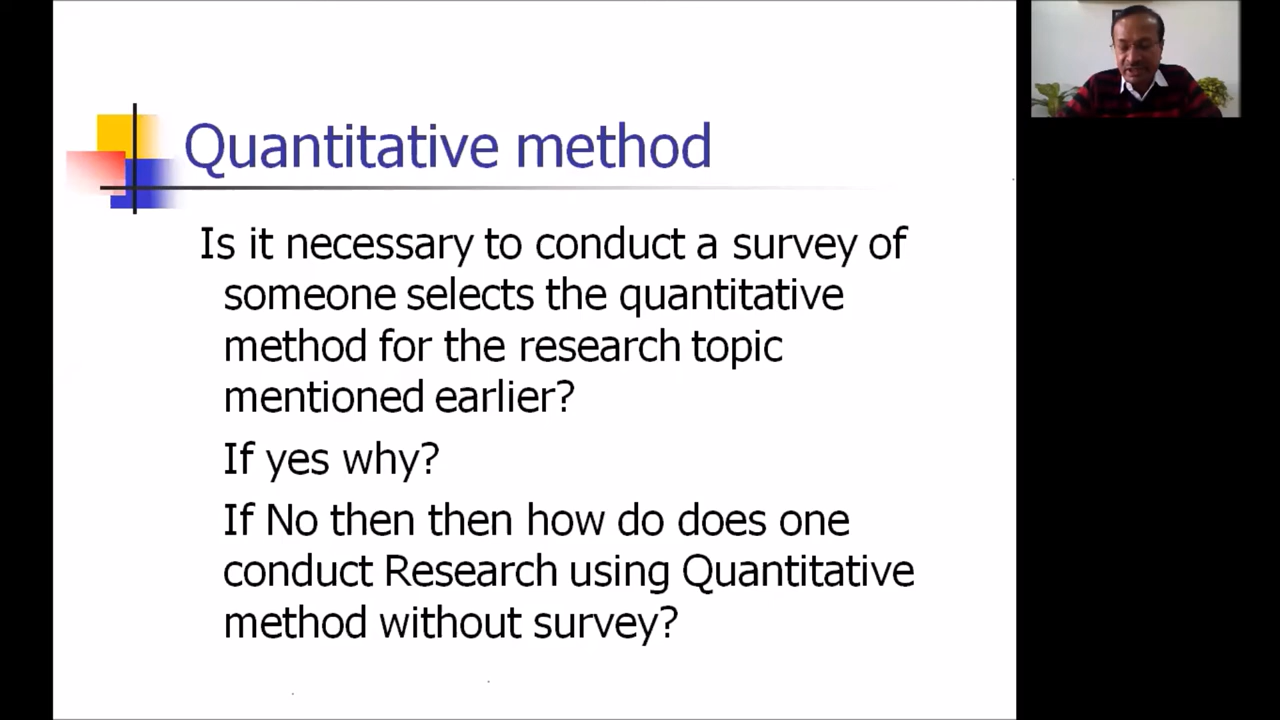 Quantitative method
Is it necessary to conduct a survey of
someone selects the quantitative
method for the research topic
mentioned earlier?
If yes why?
If No then then how do does one
conduct Research using Quantitative
method without survey?